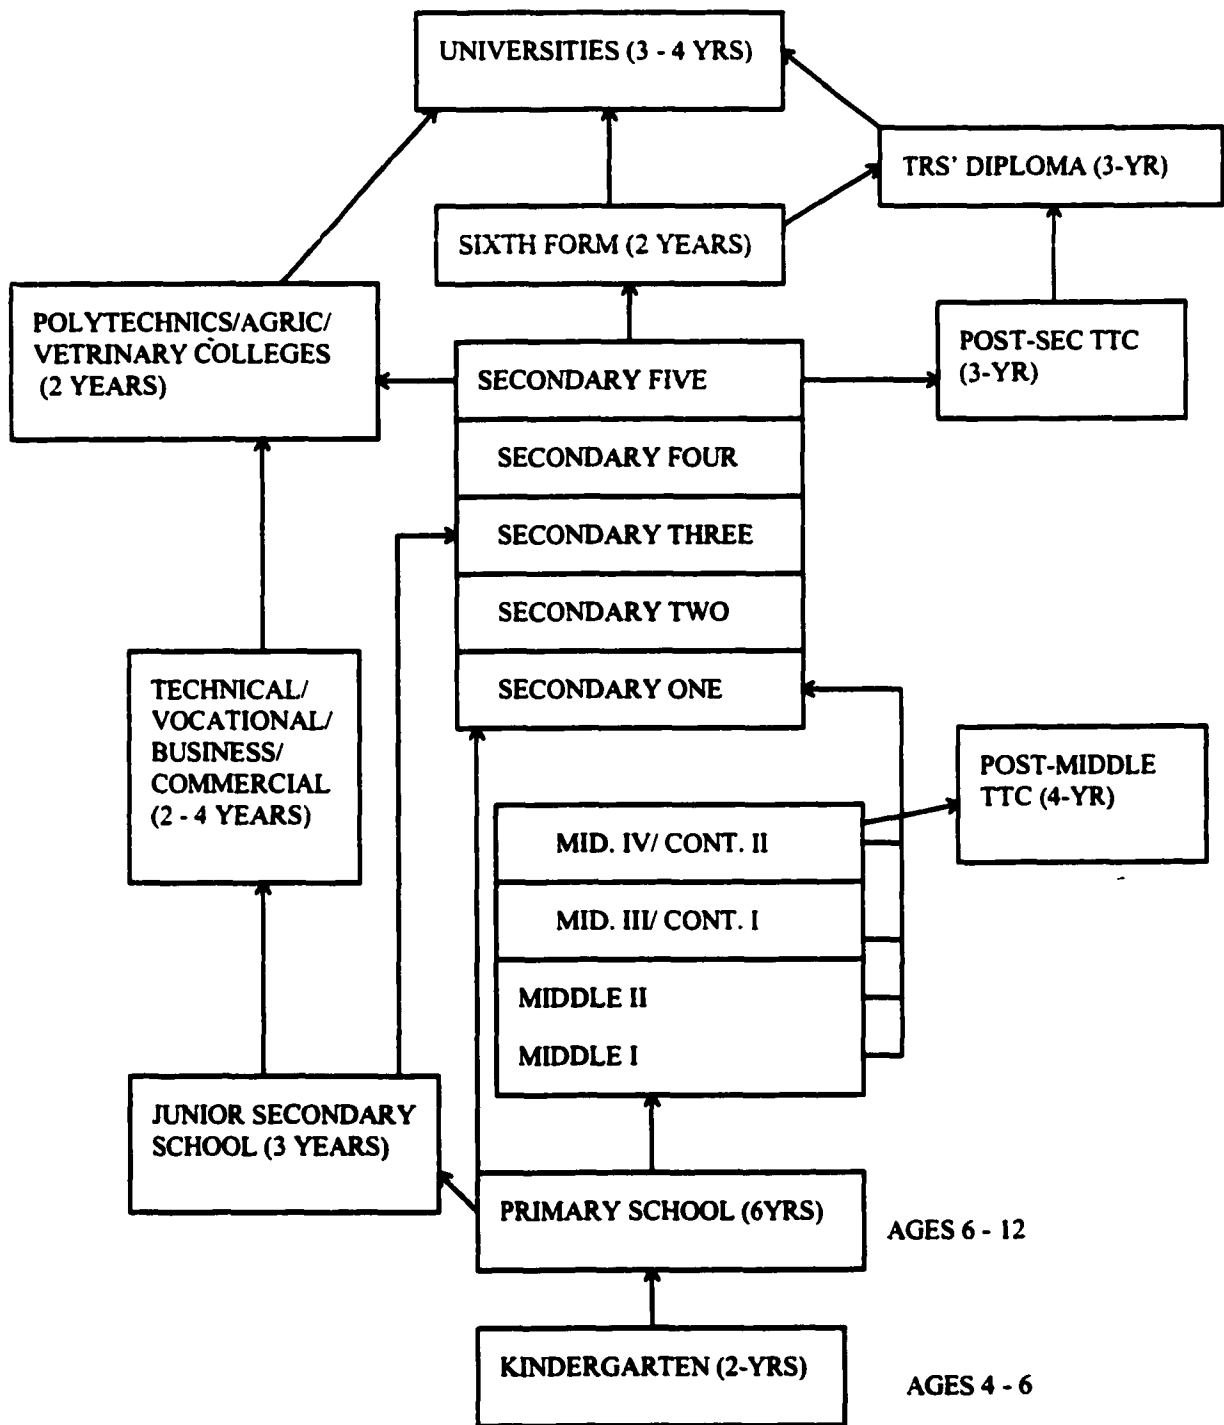 UNIVERSITIES (3 - 4 YRS)
TRS' DIPLOMA (3-YR)
SIXTH FORM (2 YEARS)
POLYTECHNICS/AGRIC/
VETRINARY COLLEGES
(2 YEARS)
POST-SEC TTC
(3-YR)
SECONDARY FIVE
SECONDARY FOUR
SECONDARY THREE
SECONDARY TWO
SECONDARY ONE
TECHNICAL/
VOCATIONAL/
BUSINESS/
COMMERCIAL
(2 - 4 YEARS)
POST-MIDDLE
TTC (4-YR)
MID. IV/ CONT. II
MID. III/ CONT. I
MIDDLE II
MIDDLE I
JUNIOR SECONDARY
SCHOOL (3 YEARS)
PRIMARY SCHOOL (6YRS)
AGES 6 - 12
KINDERGARTEN (2-YRS)
AGES 4 - 6